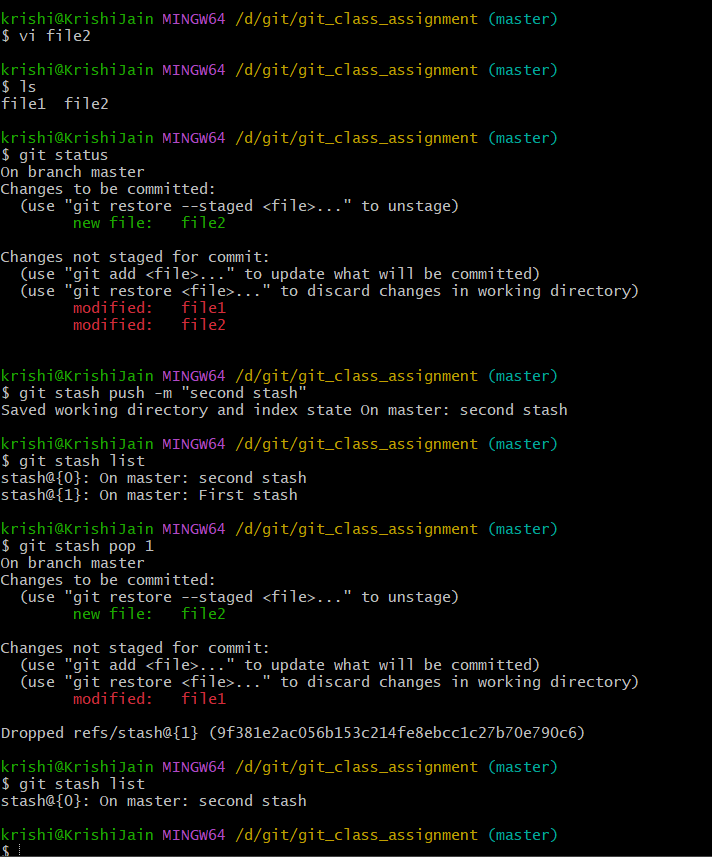 krishi@KrishiJain MINGW64 /d/git/git_class_assignment (master)
$ vi file2
krishi@KrishiJain MINGW64 /d/git/git_class_assignment (master)
$ ls
file1  file2
krishi@KrishiJain MINGW64 /d/git/git_class_assignment (master)
$ git status
On branch master
Changes to be committed:
  (use "git restore --staged <file>..." to unstage)
        new file:   file2
Changes not staged for commit:
  (use "git add <file>..." to update what will be committed)
  (use "git restore <file>..." to discard changes in working directory)
        modified:   file1
        modified:   file2
krishi@KrishiJain MINGW64 /d/git/git_class_assignment (master)
$ git stash push -m "second stash"
Saved working directory and index state On master: second stash
krishi@KrishiJain MINGW64 /d/git/git_class_assignment (master)
$ git stash list
stash@{0}: On master: second stash
stash@{1}: On master: First stash
krishi@KrishiJain MINGW64 /d/git/git_class_assignment (master)
$ git stash pop 1
On branch master
Changes to be committed:
  (use "git restore --staged <file>..." to unstage)
        new file:   file2
Changes not staged for commit:
  (use "git add <file>..." to update what will be committed)
  (use "git restore <file>..." to discard changes in working directory)
        modified:   file1
Dropped refs/stash@{1} (9f381e2ac056b153c214fe8ebcc1c27b70e790c6)
krishi@KrishiJain MINGW64 /d/git/git_class_assignment (master)
$ git stash list
stash@{0}: On master: second stash
krishi@KrishiJain MINGW64 /d/git/git_class_assignment (master)
$